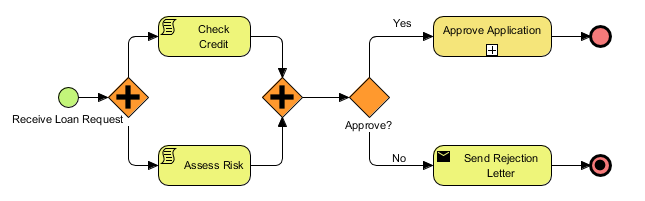 Receive Loan Request
Check
Credit
Assess Risk
Approve?
Yes
Approve Application
No
Send Rejection
Letter